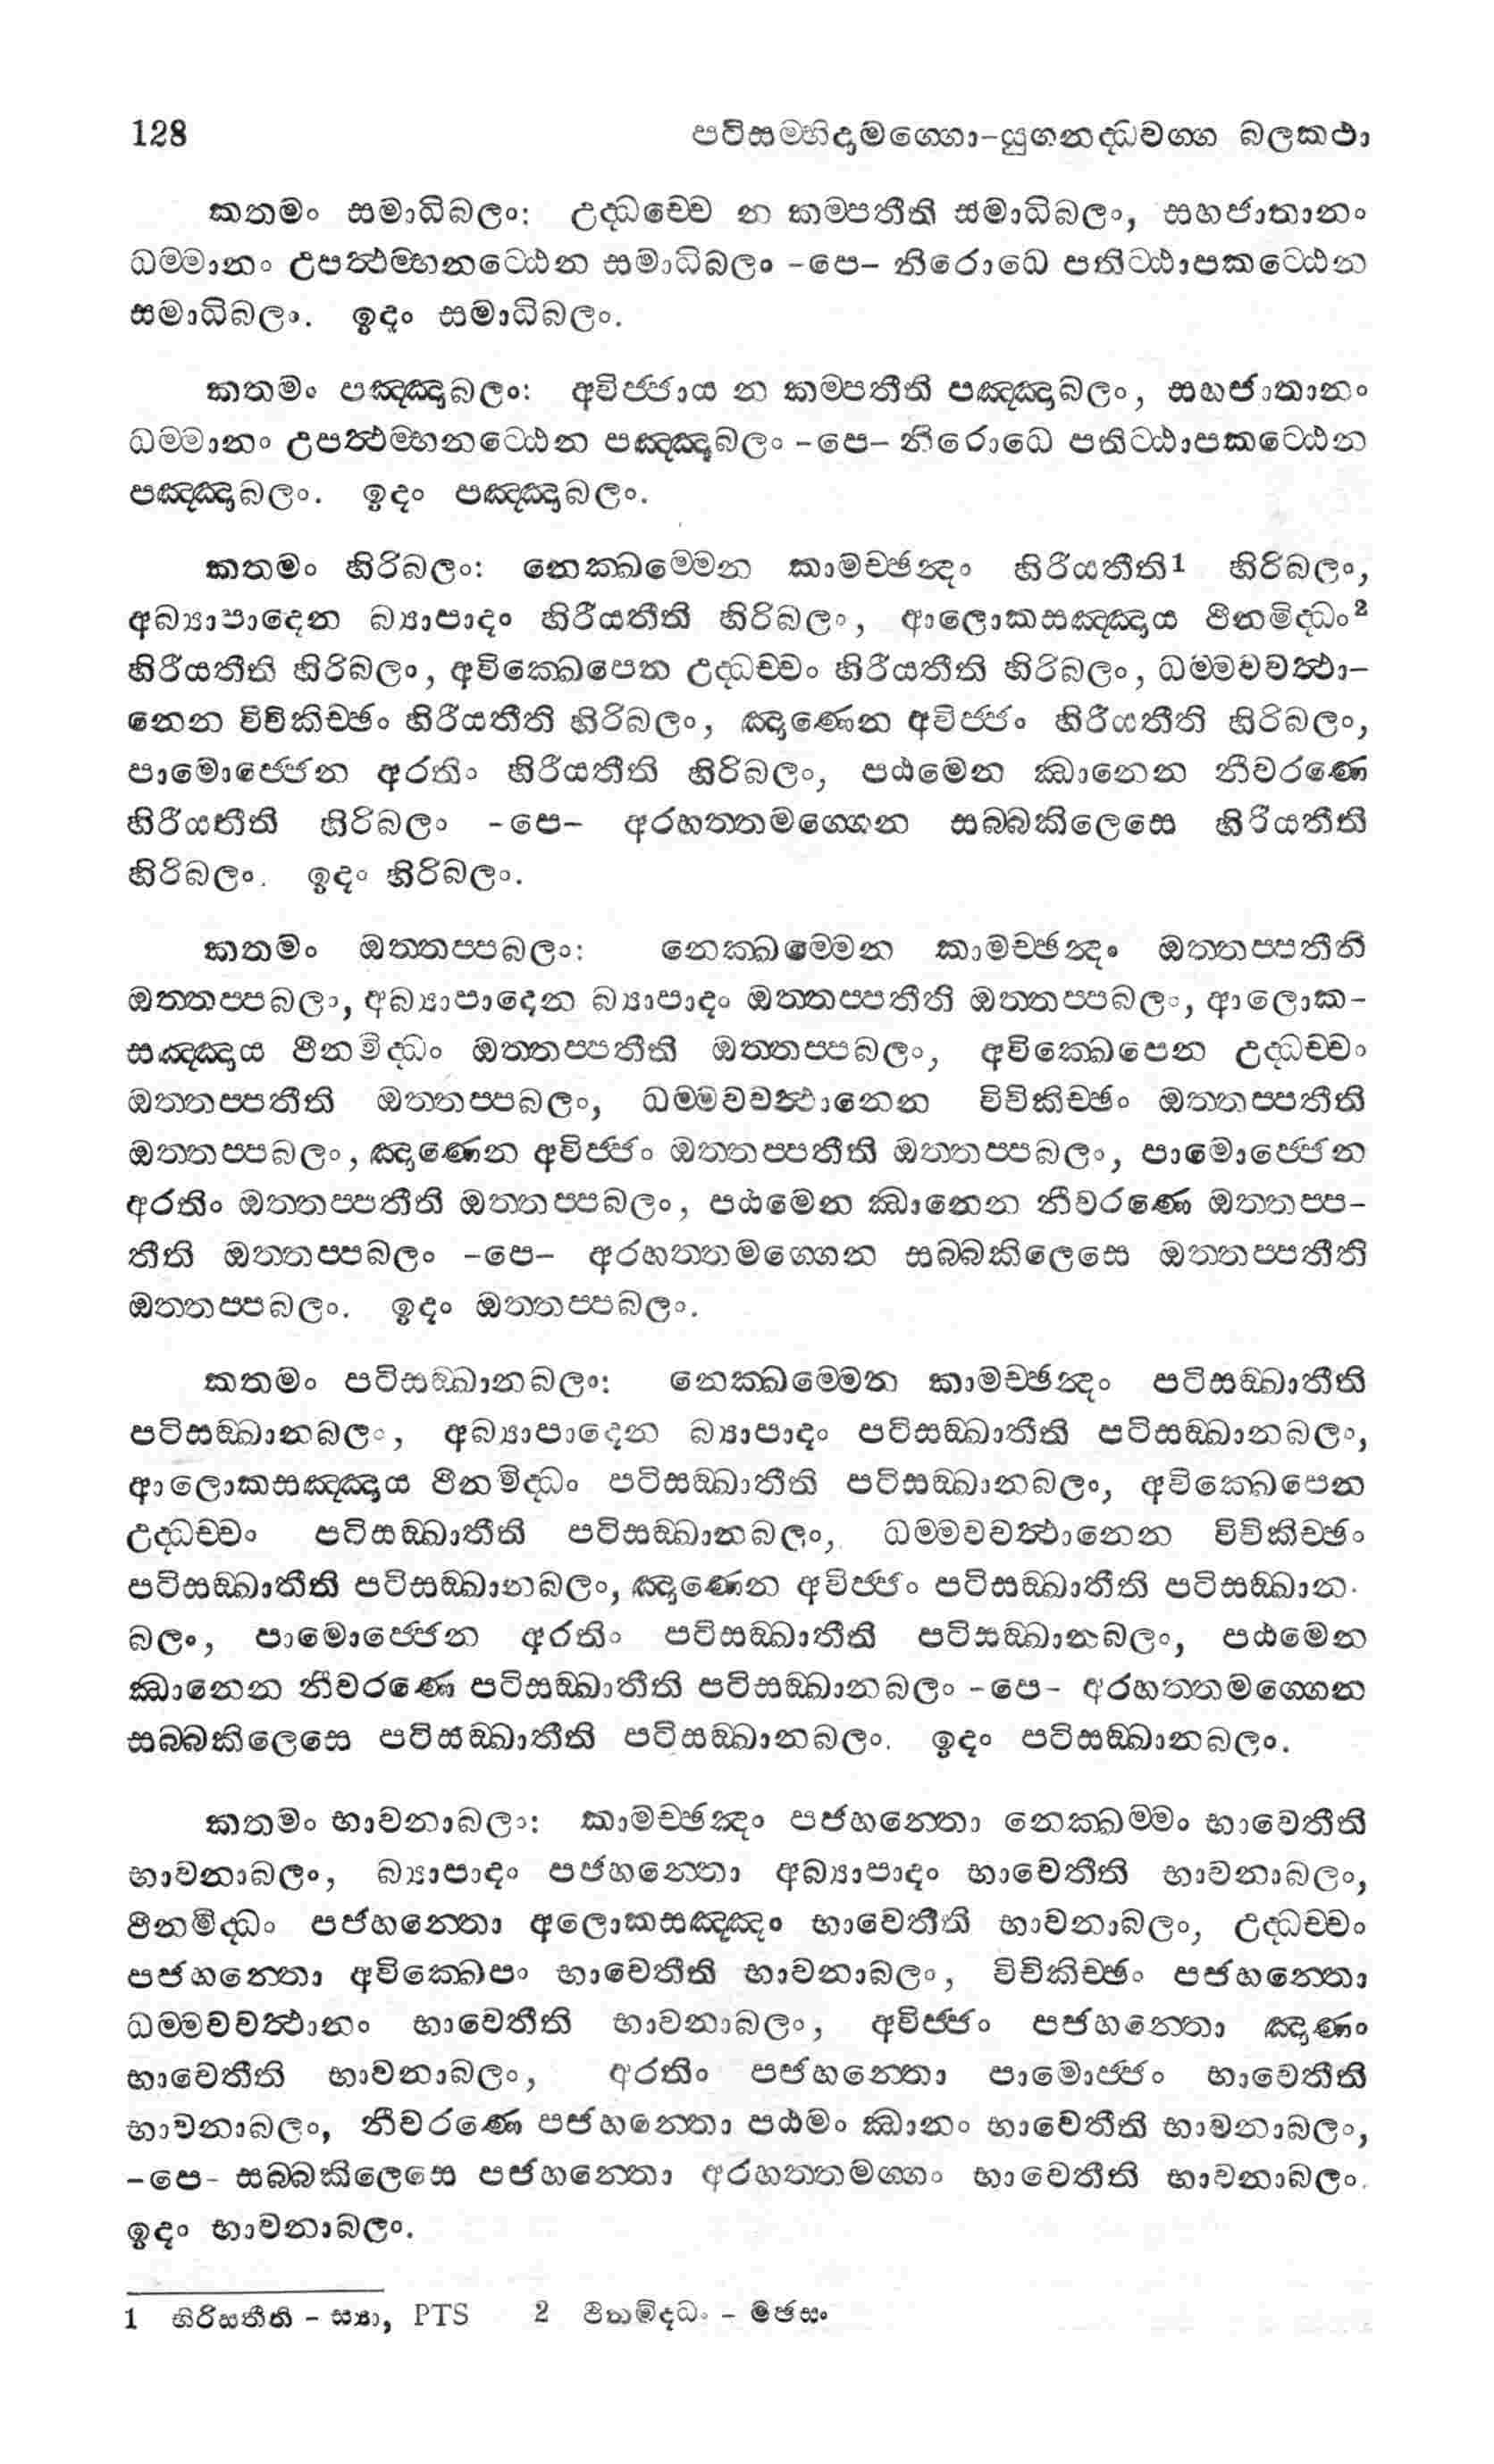 128 පටිසම්භිදාමග්ගො-යුගනද්ධවග්ග බලකථා
කතමං සමාධිබලං: උද්ධච්චෙ න කම්පතීති සමාධිබලං, සහජාතානං
ධම්මානං උපත්ථම්භනට්ඨෙන සමාධිබලං -පෙ- නිරොධෙ පතිට්ඨාපකට්ඨෙන
සමාධිබලං. ඉදං සමාධිබලං.
කතමං පඤ්ඤාබලං: අවිජ්ජාය න කම්පතීති පඤ්ඤාබලං, සහජාතානං
ධම්මානං උපත්ථම්භනට්ඨෙන පඤ්ඤාබලං -පෙ- නිරොධෙ පතිට්ඨාපකට්ඨෙන
පඤ්ඤාබලං. ඉදං පඤ්ඤාබලං.
කතමං හිරිබලං: නෙක්ඛම්මෙන කාමච්ඡන්දං හිරීයතීති1 හිරිබලං,
අබ්‍යාපාදෙන බ්‍යාපාදං හිරීයතීති හිරිබලං, ආලොකසඤ්ඤාය ථීනමිද්ධං2
හිරීයතීති හිරිබලං, අවික්ඛෙපෙන උද්ධච්චං හිරීයතීති හිරිබලං, ධම්මවවත්ථා-
නෙන විචිකිච්ඡං හිරීයතීති හිරිබලං, ඤාණෙන අවිජ්ජං හිරීයතීති හිරිබලං,
පාමොජ්ජෙන අරතිං හිරීයතීති හිරිබලං, පඨමෙන ඣානෙන නීවරණෙ
හිරීයතීති හිරිබලං -පෙ- අරහත්තමග්ගෙන සබ්බකිලෙසෙ හිරීයතීති
හිරිබලං. ඉදං හිරිබලං.
කතමං ඔත්තප්පබලං: නෙක්ඛම්මෙන කාමච්ඡන්දං ඔත්තප්පතීති
ඔත්තප්පබලං, අබ්‍යාපාදෙන බ්‍යාපාදං ඔත්තප්පතීති ඔත්තප්පබලං, ආලොක-
සඤ්ඤාය ථීනමිද්ධං ඔත්තප්පතීති ඔත්තප්පබලං, අවික්ඛෙපෙන උද්ධච්චං
ඔත්තප්පතීති ඔත්තප්පබලං, ධම්මවවත්ථානෙන විචිකිච්ඡං ඔත්තප්පතීති
ඔත්තප්පබලං, ඤාණෙන අවිජ්ජං ඔත්තප්පතීති ඔත්තප්පබලං, පාමොජ්ජෙන
අරතිං ඔත්තප්පතීති ඔත්තප්පබලං, පඨමෙන ඣානෙන නීවරණෙ ඔත්තප්ප-
තීති ඔත්තප්පබලං -පෙ- අරහත්තමග්ගෙන සබ්බකිලෙසෙ ඔත්තප්පතීති
ඔත්තප්පබලං. ඉදං ඔත්තප්පබලං.
කතමං පටිසඞ්ඛානබලං: නෙක්ඛම්මෙන කාමච්ඡන්දං පටිසඞ්ඛාතීති
පටිසඞ්ඛානබලං, අබ්‍යාපාදෙන බ්‍යාපාදං පටිසඞ්ඛාතීති පටිසඞ්ඛානබලං,
ආලොකසඤ්ඤාය ථීනමිද්ධං පටිසඞ්ඛාතීති පටිසඞ්ඛානබලං, අවික්ඛෙපෙන
උද්ධච්චං පටිසඞ්ඛාතීති පටිසඞ්ඛානබලං, ධම්මවවත්ථානෙන විචිකිච්ඡං
පටිසඞ්ඛාතීති පටිසඞ්ඛානබලං, ඤාණෙන අවිජ්ජං පටිසඞ්ඛාතීති පටිසඞ්ඛාන-
බලං, පාමොජ්ජෙන අරතිං පටිසඞ්ඛාතීති පටිසඞ්ඛානබලං, පඨමෙන
ඣානෙන නීවරණෙ පටිසඞ්ඛාතීති පටිසඞ්ඛානබලං -පෙ- අරහත්තමග්ගෙන
සබ්බකිලෙසෙ පටිසඞ්ඛාතීති පටිසඞ්ඛානබලං. ඉදං පටිසඞ්ඛානබලං.
කතමං භාවනාබලං: කාමච්ඡන්දං පජහන්තො නෙක්ඛම්මං භාවෙතීති
භාවනාබලං, බ්‍යාපාදං පජහන්තො අබ්‍යාපාදං භාවෙතීති භාවනාබලං,
ථීනමිද්ධං පජහන්තො අලොකසඤ්ඤං භාවෙතීති භාවනාබලං, උද්ධච්චං
පජහන්තො අවික්ඛෙපං භාවෙතීති භාවනාබලං, විචිකිච්ඡං පජහන්තො
ධම්මවවත්ථානං භාවෙතීති භාවනාබලං, අවිජ්ජං පජහන්තො ඤාණං
භාවෙතීති භාවනාබලං, අරතිං පජහන්තො පාමොජ්ජං භාවෙතීති
භාවනාබලං, නීවරණෙ පජහන්තො පඨමං ඣානං භාවෙතීති භාවනාබලං,
-පෙ- සබ්බකිලෙසෙ පජහන්තො අරහත්තමග්ගං භාවෙතීති භාවනාබලං.
ඉදං භාවනාබලං.
1 හිරියතීති - ස්‍යා, PTS 2 ථිනමිද්ධං - මඡසං